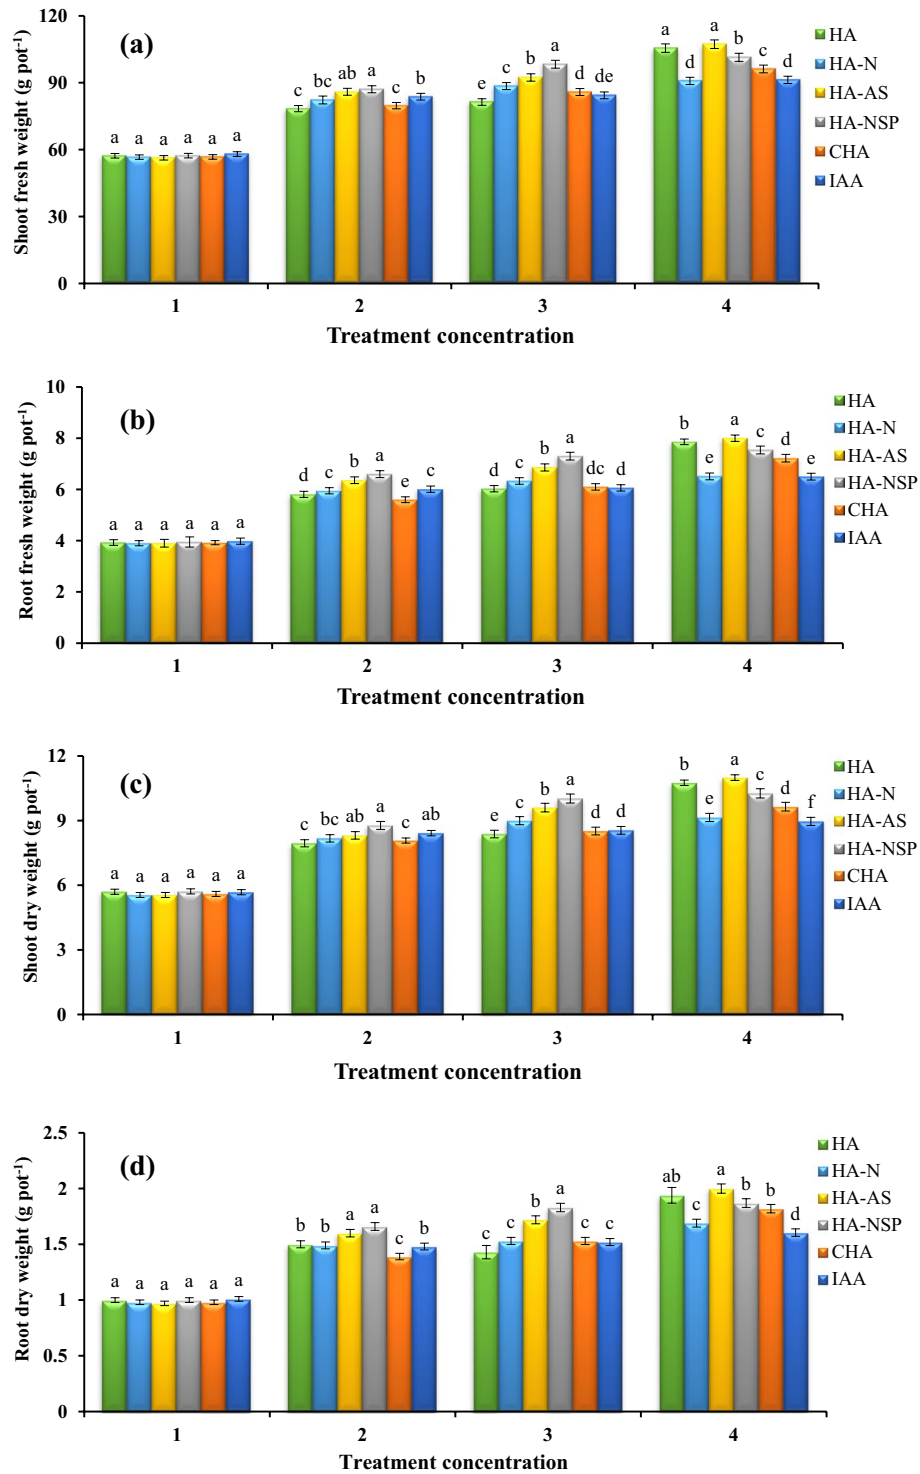 (a)
Shoot fresh weight (g pot⁻¹)
120
90
60
30
0
a a a a a a
c bc ab a c b
e c b a d de
a d a b c d
1 2 3 4
Treatment concentration
HA
HA-N
HA-AS
HA-NSP
CHA
IAA
(b)
Root fresh weight (g pot⁻¹)
10
8
6
4
2
0
a a a a a a
d c b a e c
d c b a dc d
b e a c d e
1 2 3 4
Treatment concentration
HA
HA-N
HA-AS
HA-NSP
CHA
IAA
(c)
Shoot dry weight (g pot⁻¹)
12
9
6
3
0
a a a a a a
c bc ab a c ab
e c b a d d
b e a c d f
1 2 3 4
Treatment concentration
HA
HA-N
HA-AS
HA-NSP
CHA
IAA
(d)
Root dry weight (g pot⁻¹)
2.5
2
1.5
1
0.5
0
a a a a a a
b b a a c b
c c b a c c
ab c a b b d
1 2 3 4
Treatment concentration
HA
HA-N
HA-AS
HA-NSP
CHA
IAA